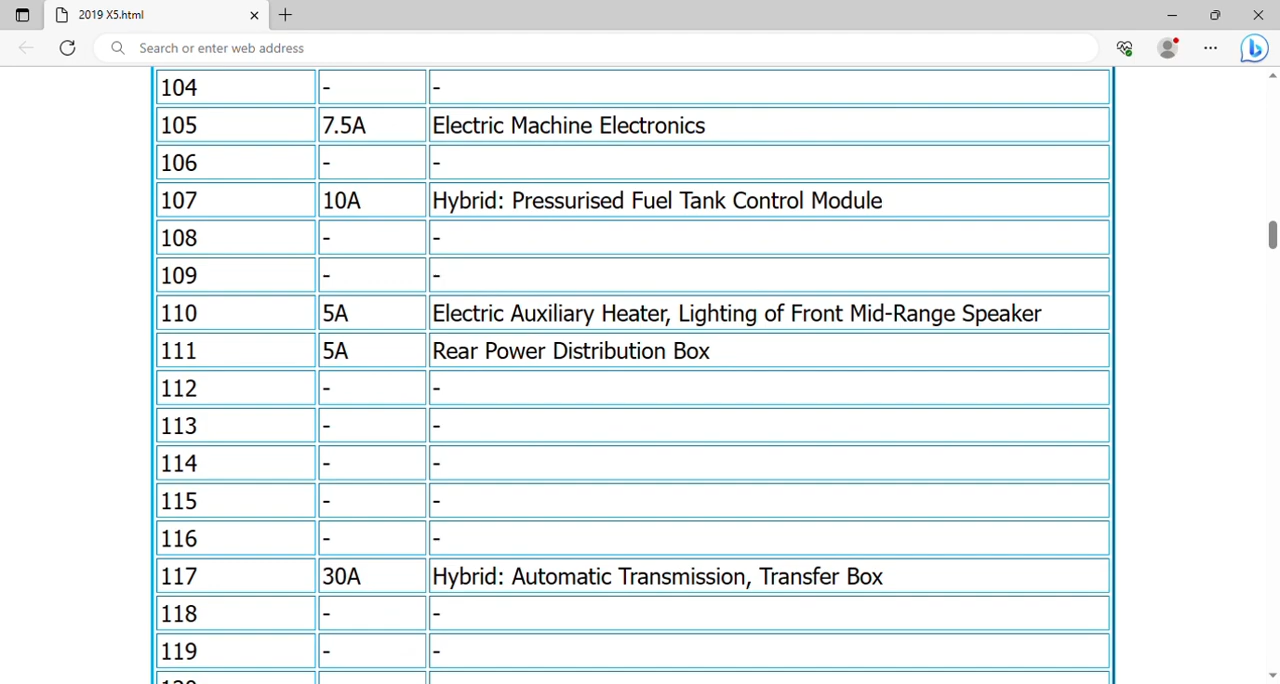 2019 X5.html
Search or enter web address
104 - -
105 7.5A Electric Machine Electronics
106 - -
107 10A Hybrid: Pressurised Fuel Tank Control Module
108 - -
109 - -
110 5A Electric Auxiliary Heater, Lighting of Front Mid-Range Speaker
111 5A Rear Power Distribution Box
112 - -
113 - -
114 - -
115 - -
116 - -
117 30A Hybrid: Automatic Transmission, Transfer Box
118 - -
119 - -